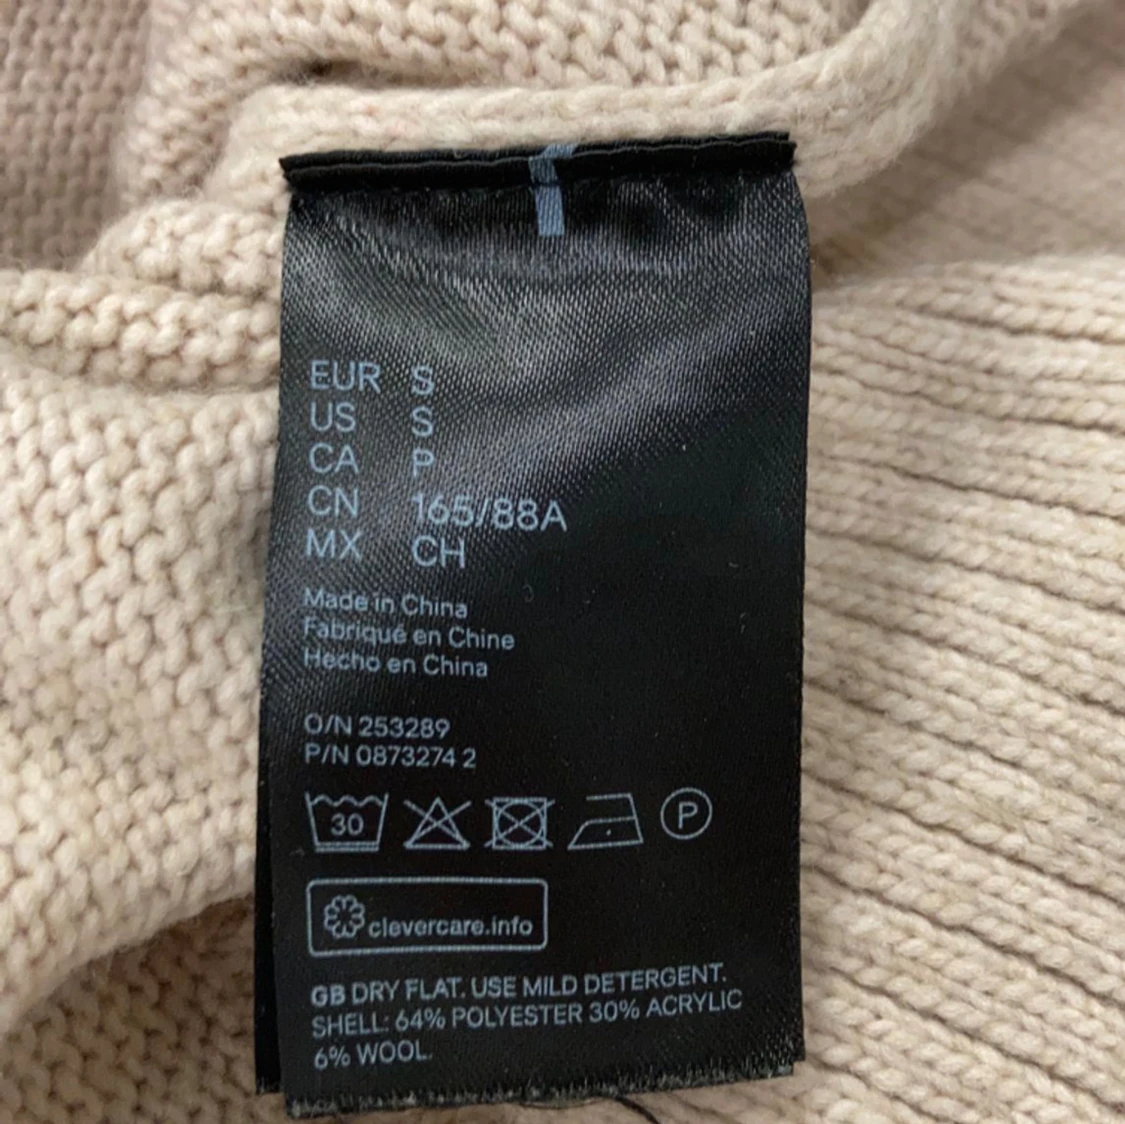 EUR S
US S
CA P
CN 165/88A
MX CH
Made in China
Fabriqué en Chine
Hecho en China
O/N 253289
P/N 0873274 2
30 P
clevercare.info
GB DRY FLAT. USE MILD DETERGENT.
SHELL: 64% POLYESTER 30% ACRYLIC
6% WOOL.